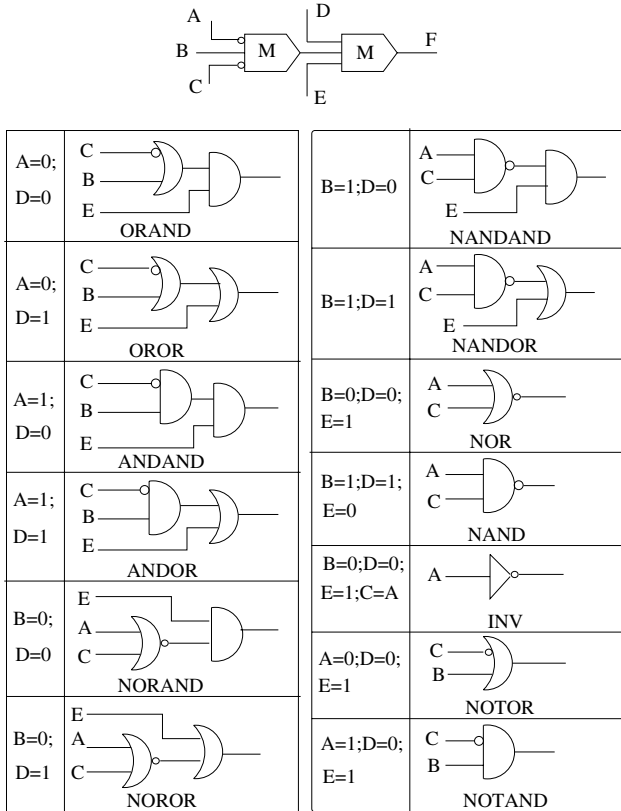 A
D
B
M
M
F
C
E
A=0;
D=0
C
B
E
ORAND
A=0;
D=1
C
B
E
OROR
A=1;
D=0
C
B
E
ANDAND
A=1;
D=1
C
B
E
ANDOR
B=0;
D=0
E
A
C
NORAND
B=0;
D=1
E
A
C
NOROR
B=1;D=0
A
C
E
NANDAND
B=1;D=1
A
C
E
NANDOR
B=0;D=0;
E=1
A
C
NOR
B=1;D=1;
E=0
A
C
NAND
B=0;D=0;
E=1;C=A
A
INV
A=0;D=0;
E=1
C
B
NOTOR
A=1;D=0;
E=1
C
B
NOTAND